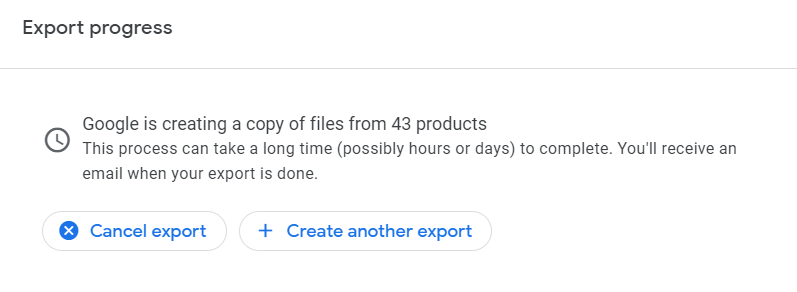 Export progress
Google is creating a copy of files from 43 products
This process can take a long time (possibly hours or days) to complete. You'll receive an
email when your export is done.
Cancel export
Create another export